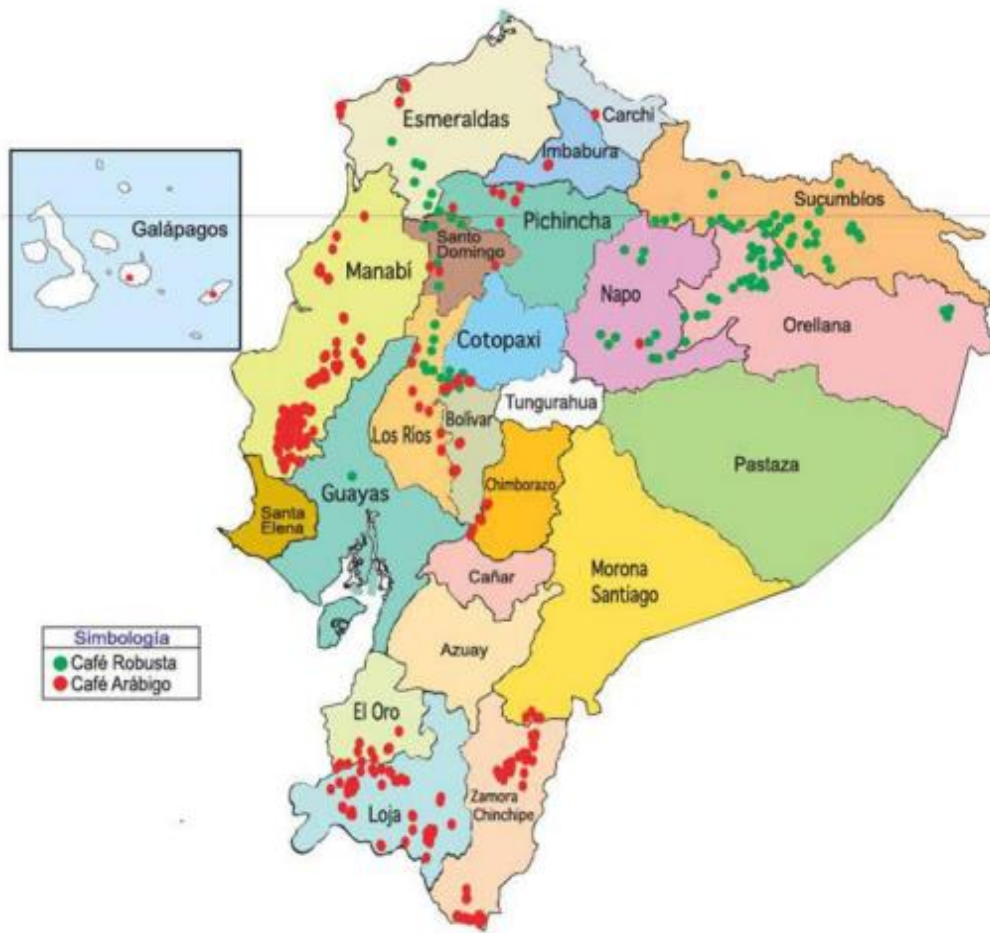 Esmeraldas
Carchi
Imbabura
Galápagos
Sucumbíos
Pichincha
Santo
Domingo
Manabí
Napo
Orellana
Cotopaxi
Tungurahua
Bolívar
Los Ríos
Pastaza
Guayas
Chimborazo
Santa
Elena
Cañar
Morona
Santiago
Azuay
Simbología
Café Robusta
Café Arábigo
El Oro
Zamora
Chinchipe
Loja